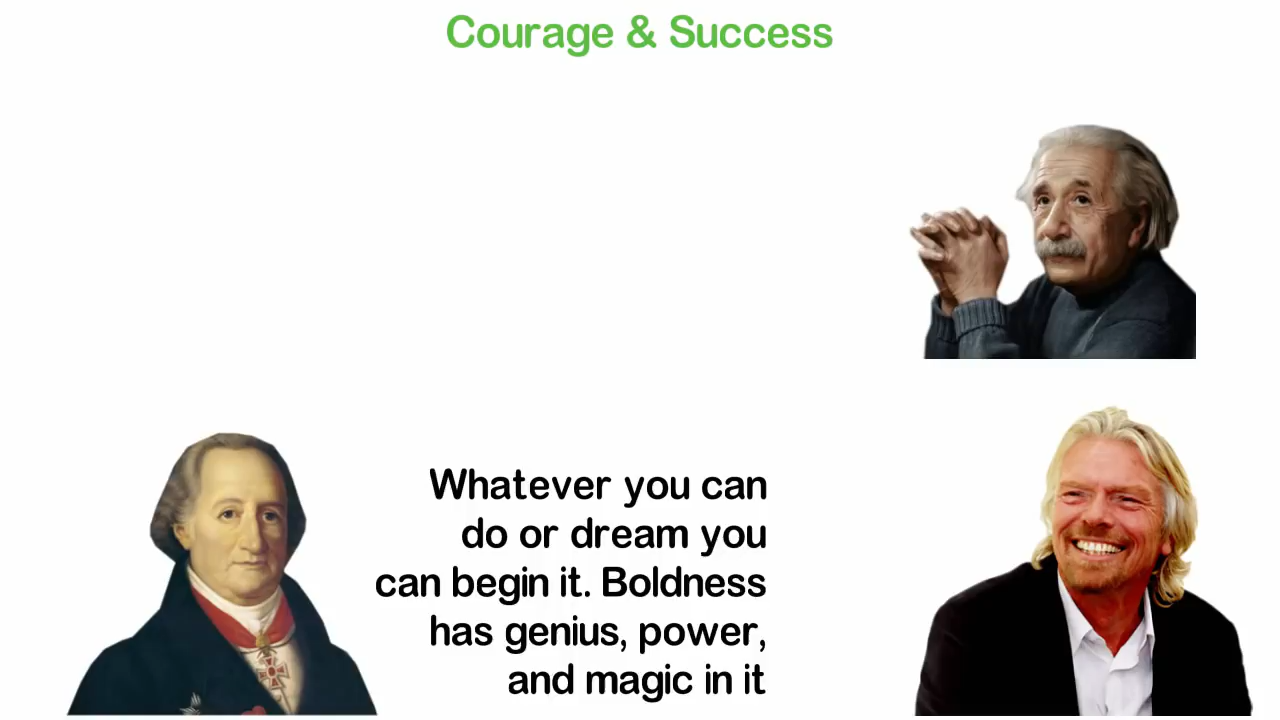 Courage & Success
Whatever you can
do or dream you
can begin it. Boldness
has genius, power,
and magic in it